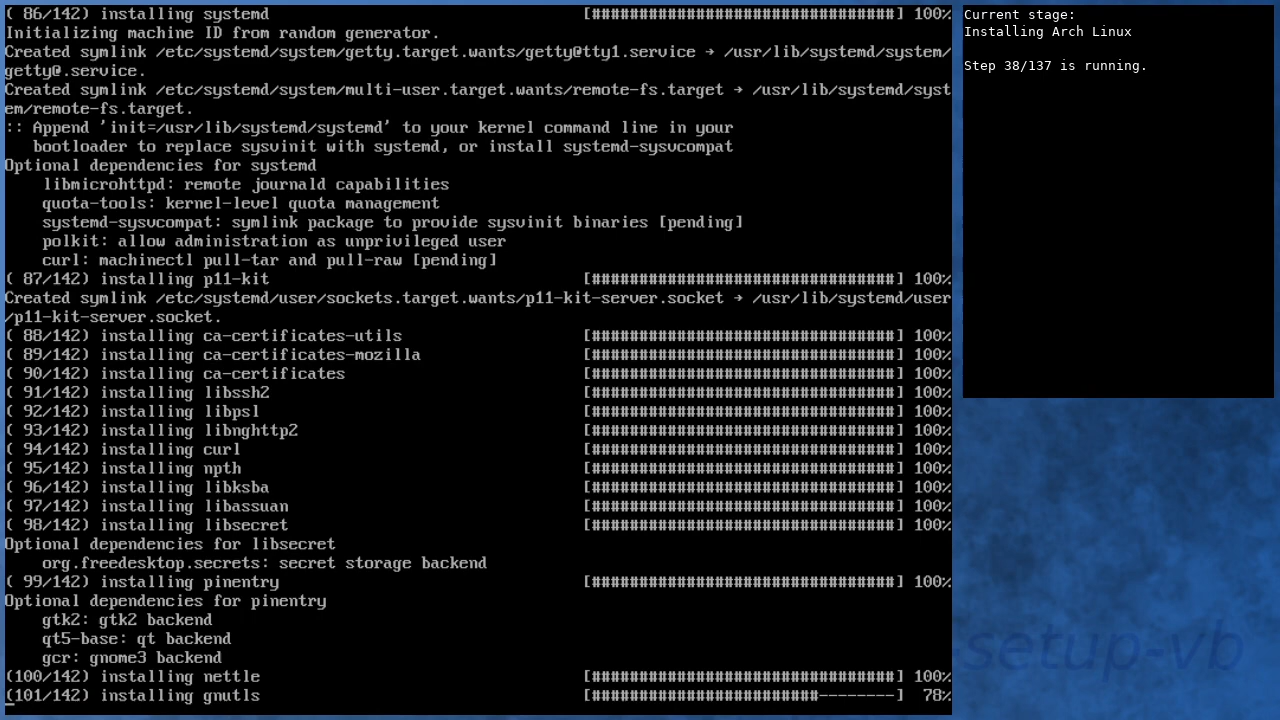 ( 86/142) installing systemd [################################] 100%
Initializing machine ID from random generator.
Created symlink /etc/systemd/system/getty.target.wants/getty@tty1.service → /usr/lib/systemd/system/
getty@.service.
Created symlink /etc/systemd/system/multi-user.target.wants/remote-fs.target → /usr/lib/systemd/syst
em/remote-fs.target.
:: Append 'init=/usr/lib/systemd/systemd' to your kernel command line in your
bootloader to replace sysvinit with systemd, or install systemd-sysvcompat
Optional dependencies for systemd
libmicrohttpd: remote journald capabilities
quota-tools: kernel-level quota management
systemd-sysvcompat: symlink package to provide sysvinit binaries [pending]
polkit: allow administration as unprivileged user
curl: machinectl pull-tar and pull-raw [pending]
( 87/142) installing p11-kit [################################] 100%
Created symlink /etc/systemd/user/sockets.target.wants/p11-kit-server.socket → /usr/lib/systemd/user
/p11-kit-server.socket.
( 88/142) installing ca-certificates-utils [################################] 100%
( 89/142) installing ca-certificates-mozilla [################################] 100%
( 90/142) installing ca-certificates [################################] 100%
( 91/142) installing libssh2 [################################] 100%
( 92/142) installing libpsl [################################] 100%
( 93/142) installing libnghttp2 [################################] 100%
( 94/142) installing curl [################################] 100%
( 95/142) installing npth [################################] 100%
( 96/142) installing libksba [################################] 100%
( 97/142) installing libassuan [################################] 100%
( 98/142) installing libsecret [################################] 100%
Optional dependencies for libsecret
org.freedesktop.secrets: secret storage backend
( 99/142) installing pinentry [################################] 100%
Optional dependencies for pinentry
gtk2: gtk2 backend
qt5-base: qt backend
gcr: gnome3 backend
(100/142) installing nettle [################################] 100%
(101/142) installing gnutls [########################--------] 78%
Current stage:
Installing Arch Linux
Step 38/137 is running.
-setup-vb